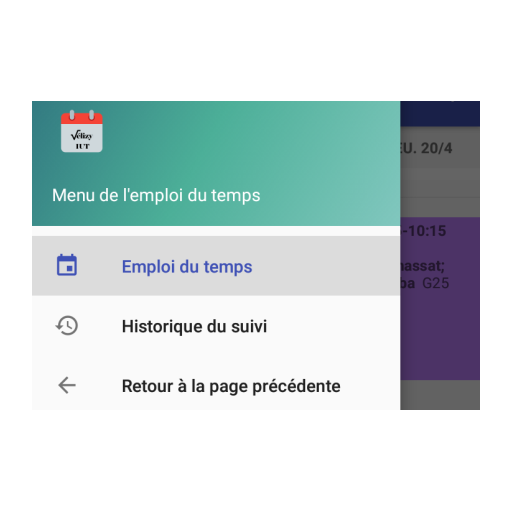 Vélizy
IUT
EU. 20/4
Menu de l'emploi du temps
-10:15
Emploi du temps
nassat;
ba G25
Historique du suivi
Retour à la page précédente